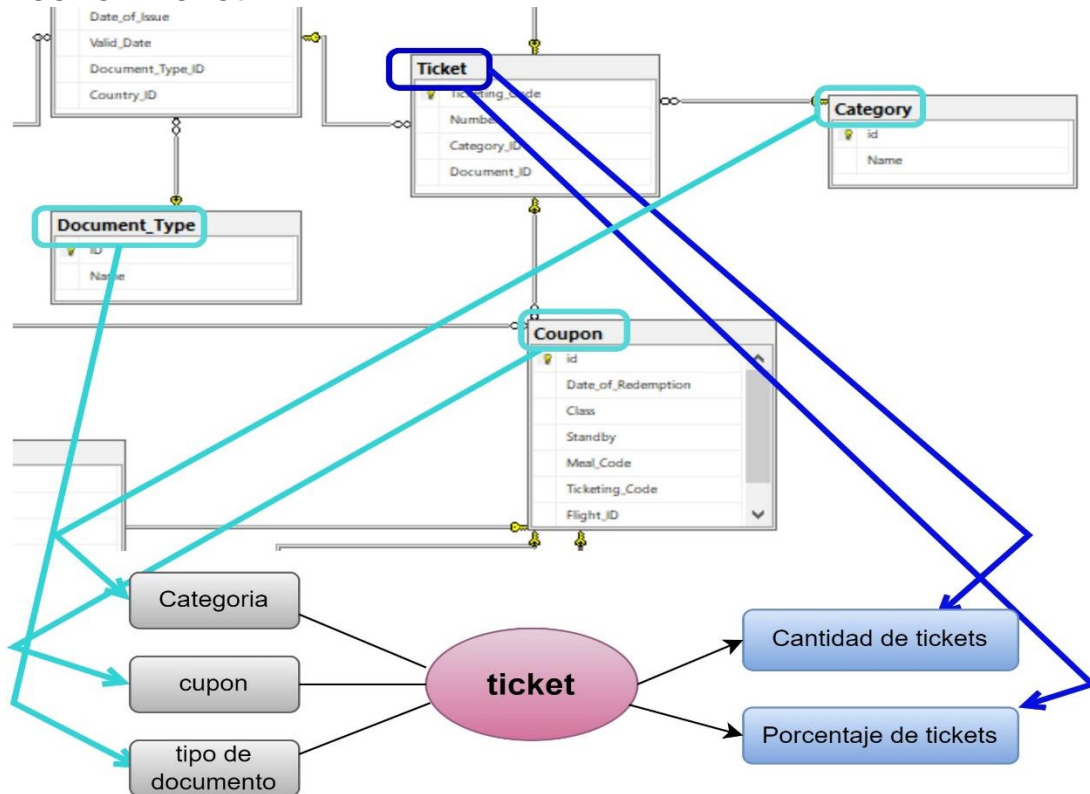 Date_of_Issue
Valid_Date
Document_Type_ID
Country_ID
Ticket
Ticketing_Code
Number
Category_ID
Document_ID
Category
id
Name
Document_Type
ID
Name
Coupon
id
Date_of_Redemption
Class
Standby
Meal_Code
Ticketing_Code
Flight_ID
Categoria
cupon
tipo de
documento
ticket
Cantidad de tickets
Porcentaje de tickets